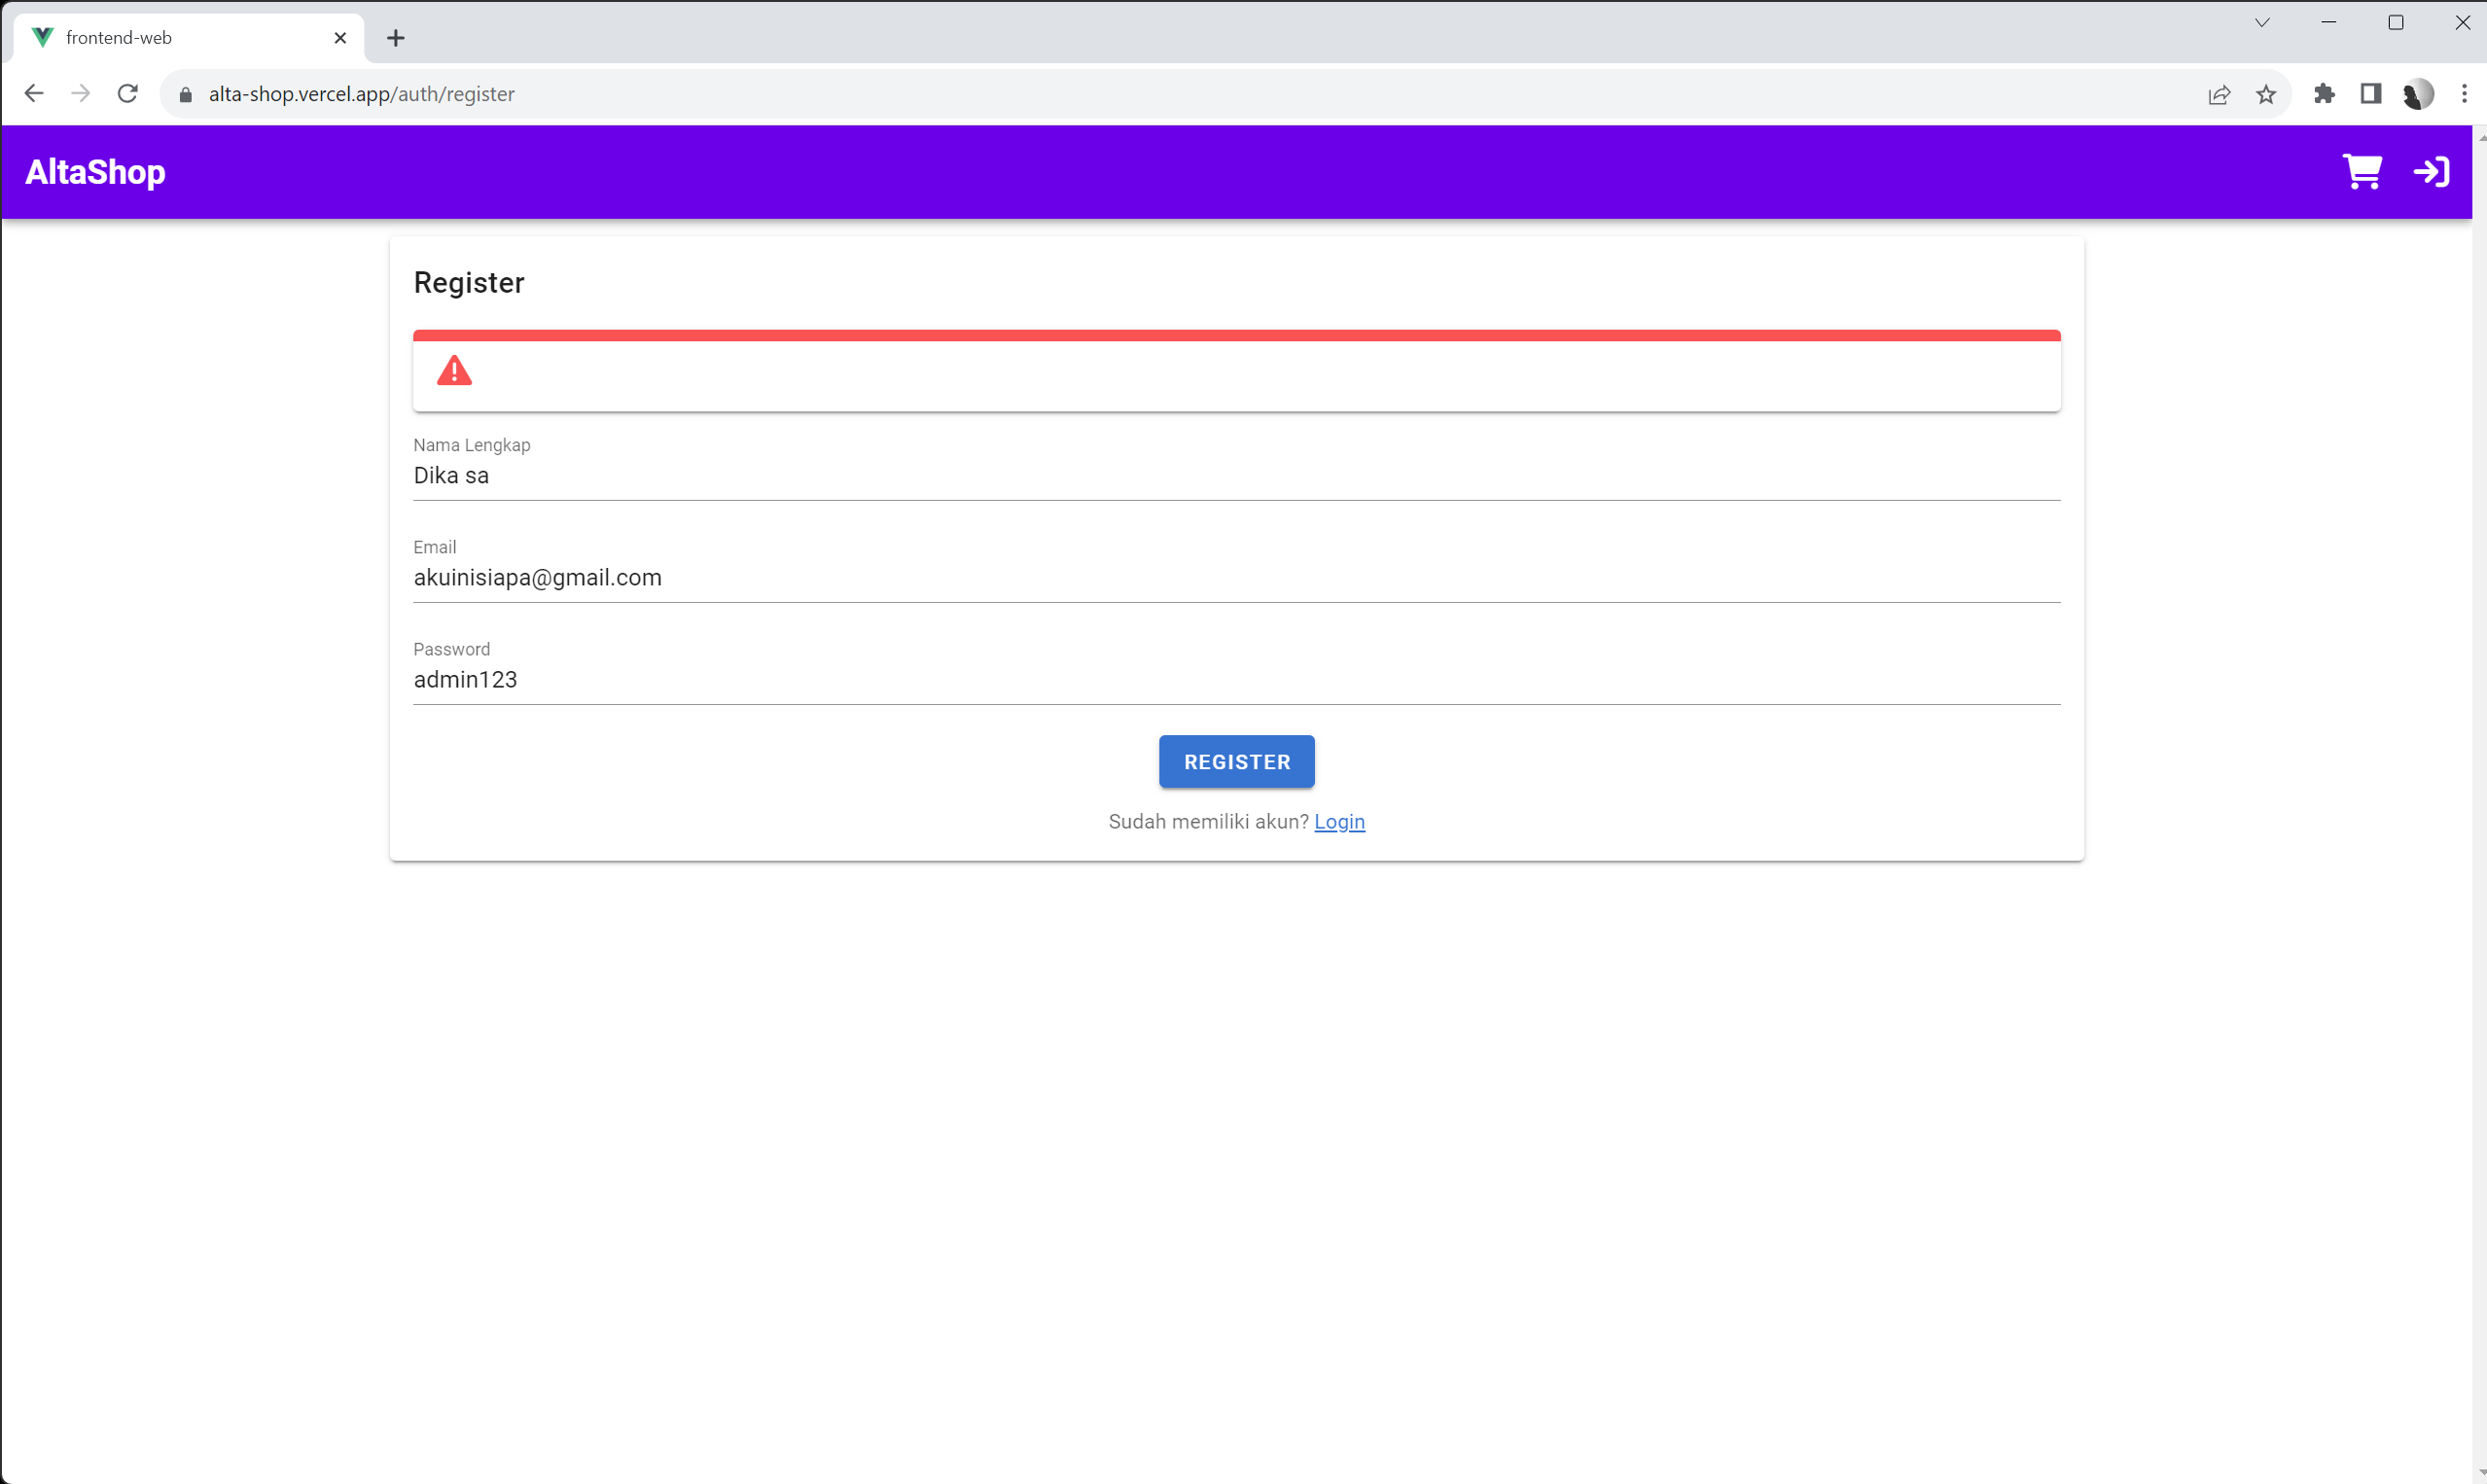 frontend-web
alta-shop.vercel.app/auth/register
AltaShop
Register
Nama Lengkap
Dika sa
Email
akuinisiapa@gmail.com
Password
admin123
REGISTER
Sudah memiliki akun? Login